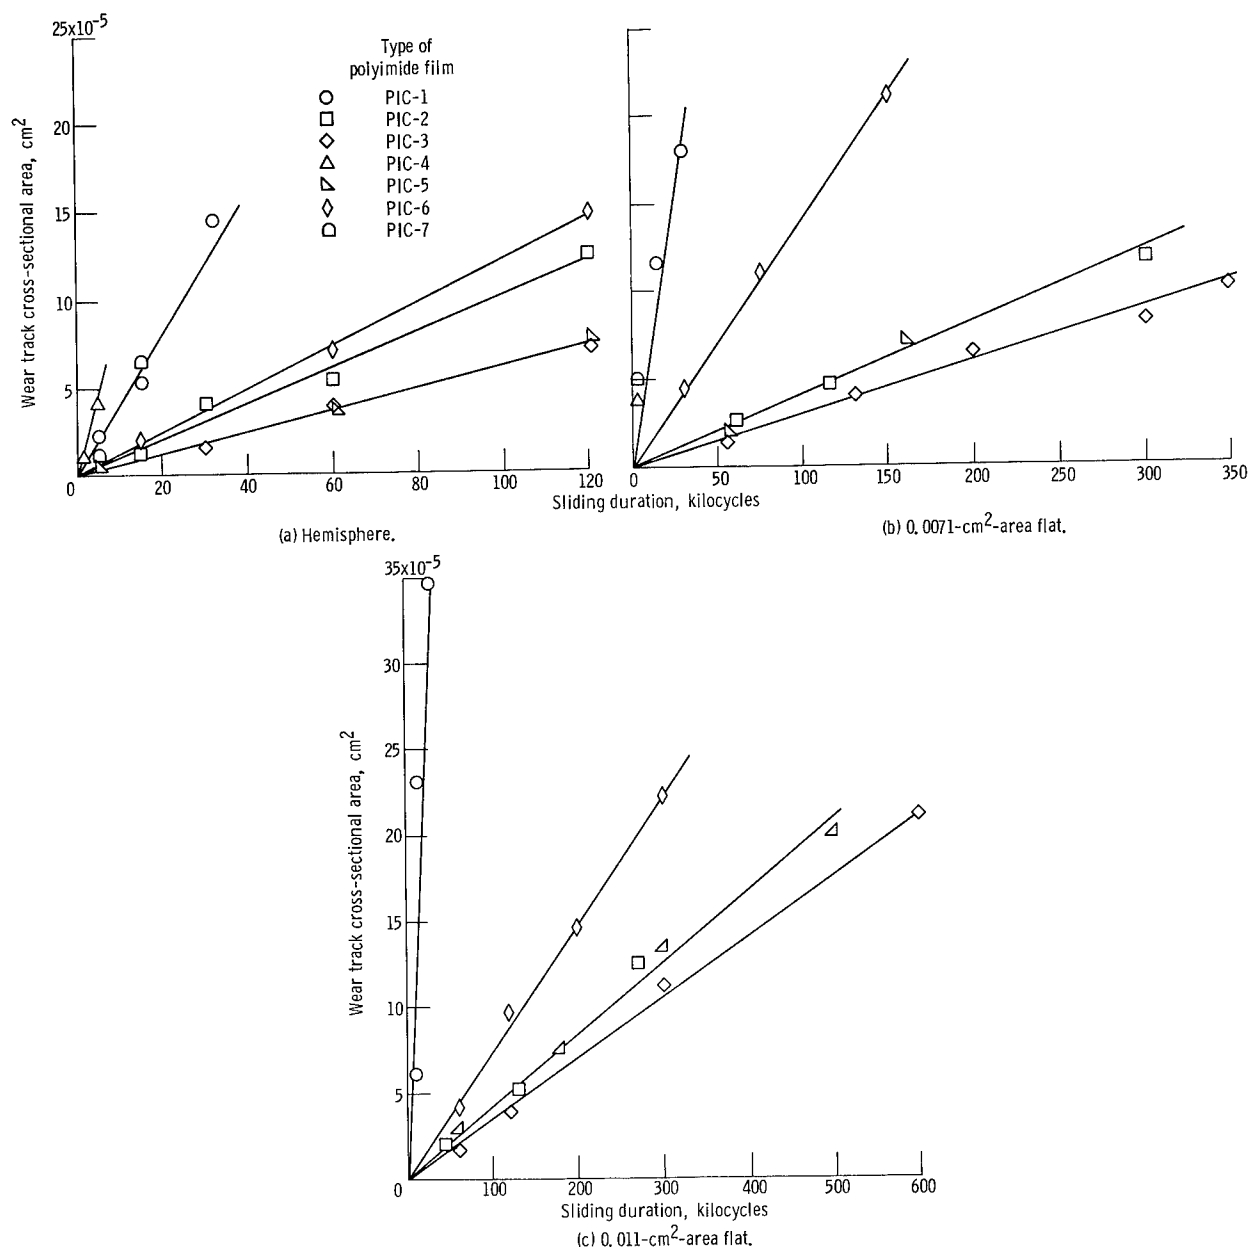 25x10-5
20
15
10
5
Wear track cross-sectional area, cm2
Type of
polyimide film
PIC-1
PIC-2
PIC-3
PIC-4
PIC-5
PIC-6
PIC-7
0 20 40 60 80 100 120
0 50 100 150 200 250 300 350
Sliding duration, kilocycles
(a) Hemisphere.
(b) 0.0071-cm2-area flat.
35x10-5
30
25
20
15
10
5
Wear track cross-sectional area, cm2
0 100 200 300 400 500 600
Sliding duration, kilocycles
(c) 0.011-cm2-area flat.